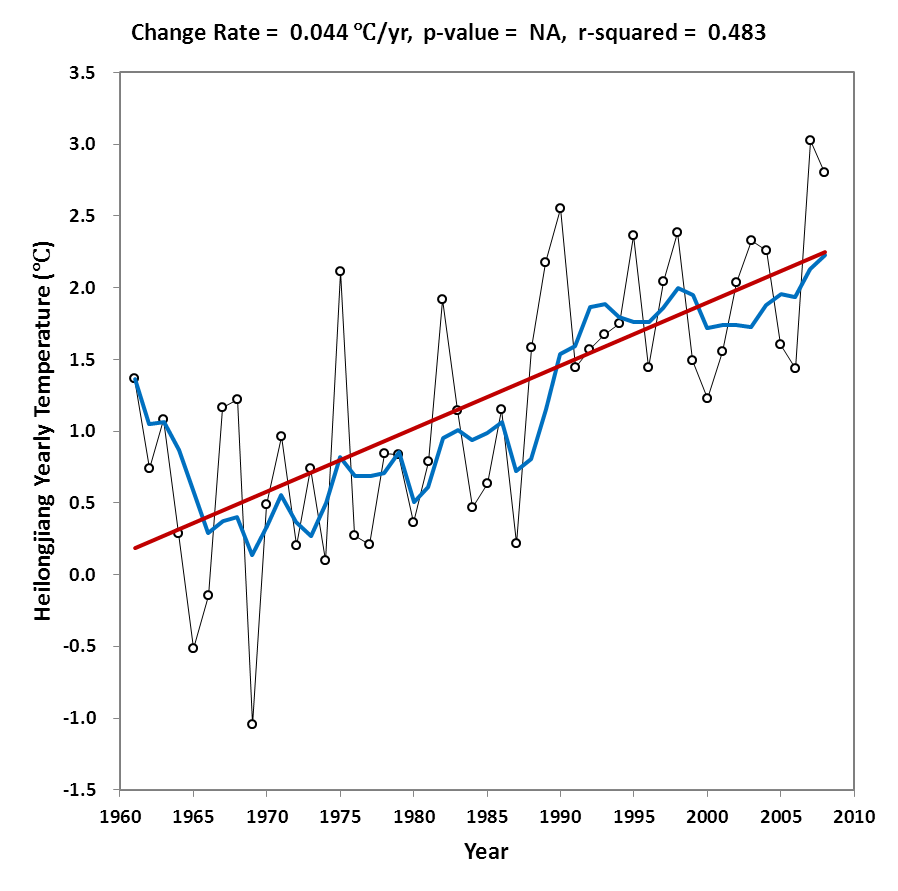 Change Rate = 0.044 ℃/yr, p-value = NA, r-squared = 0.483
3.5
3.0
2.5
2.0
1.5
1.0
0.5
0.0
-0.5
-1.0
-1.5
Heilongjiang Yearly Temperature (℃)
1960 1965 1970 1975 1980 1985 1990 1995 2000 2005 2010
Year